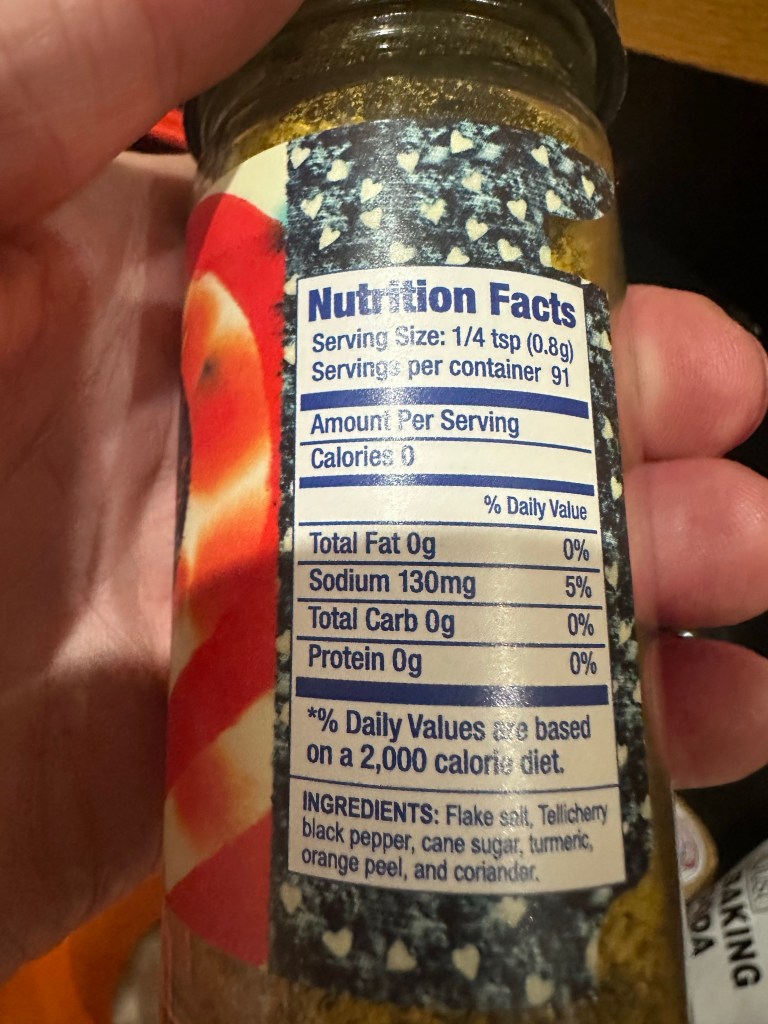 Nutrition Facts
Serving Size: 1/4 tsp (0.8g)
Servings per container 91
Amount Per Serving
Calories 0
% Daily Value
Total Fat 0g 0%
Sodium 130mg 5%
Total Carb 0g 0%
Protein 0g 0%
*% Daily Values are based
on a 2,000 calorie diet.
INGREDIENTS: Flake salt, Tellicherry
black pepper, cane sugar, turmeric,
orange peel, and coriander.
BAKING
SODA